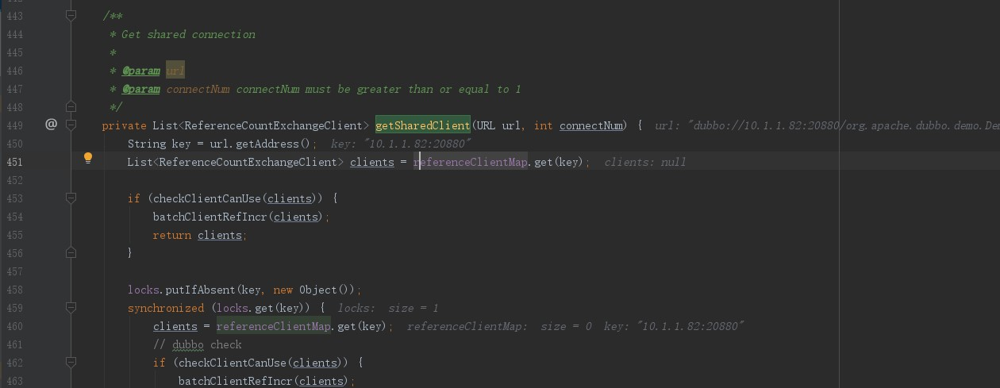 443 /**
444 * Get shared connection
445 *
446 * @param url
447 * @param connectNum connectNum must be greater than or equal to 1
448 */
449 @ private List<ReferenceCountExchangeClient> getSharedClient(URL url, int connectNum) { url: "dubbo://10.1.1.82:20880/org.apache.dubbo.demo.De
450 String key = url.getAddress(); key: "10.1.1.82:20880"
451 List<ReferenceCountExchangeClient> clients = referenceClientMap.get(key); clients: null
452
453 if (checkClientCanUse(clients)) {
454 batchClientRefIncr(clients);
455 return clients;
456 }
457
458 locks.putIfAbsent(key, new Object());
459 synchronized (locks.get(key)) { locks: size = 1
460 clients = referenceClientMap.get(key); referenceClientMap: size = 0 key: "10.1.1.82:20880"
461 // dubbo check
462 if (checkClientCanUse(clients)) {
463 batchClientRefIncr(clients);